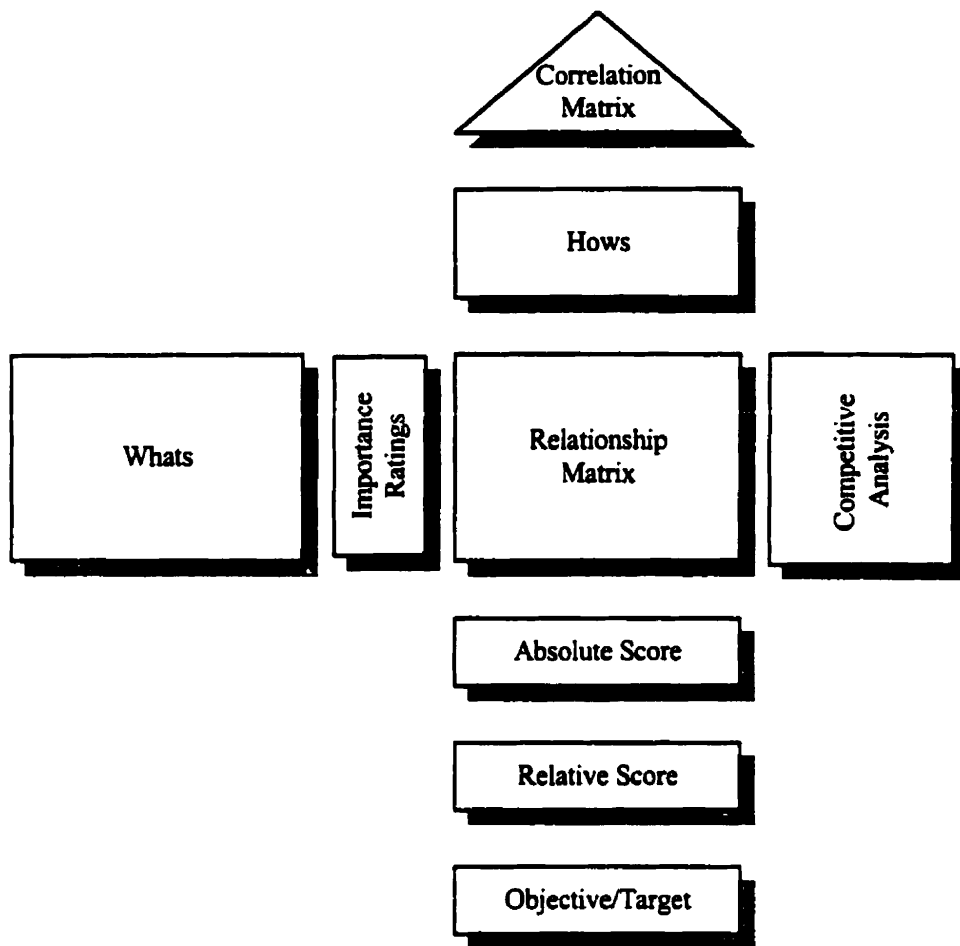 Correlation
Matrix
Hows
Whats
Importance
Ratings
Relationship
Matrix
Competitive
Analysis
Absolute Score
Relative Score
Objective/Target